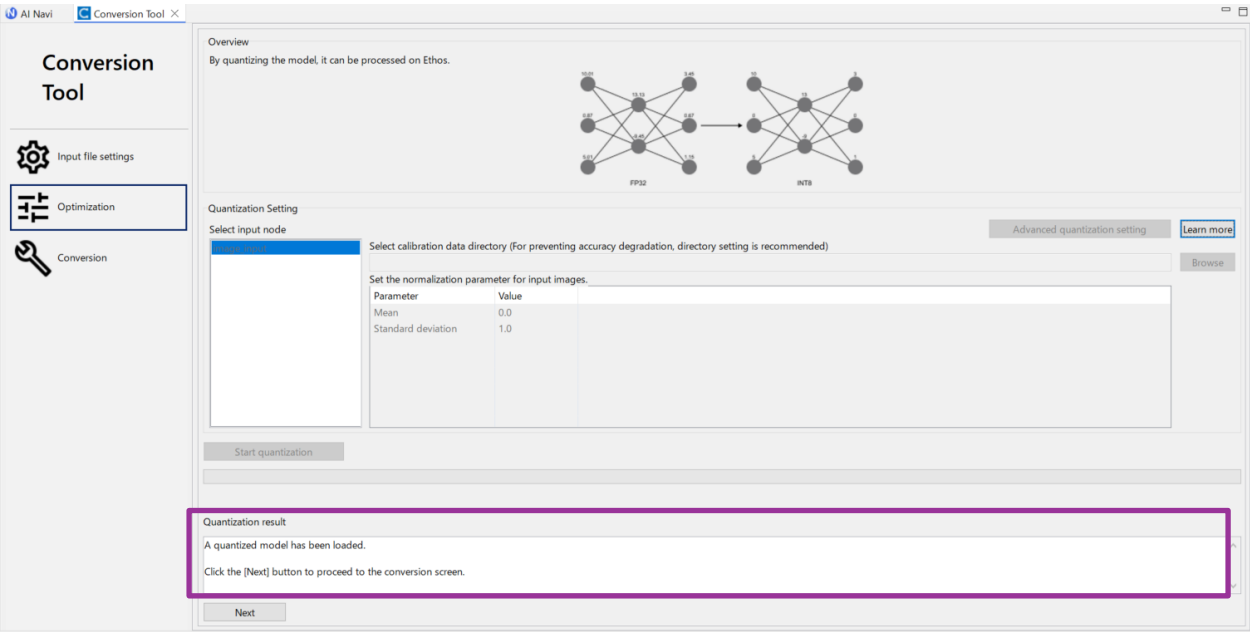 AI Navi
Conversion Tool
Conversion
Tool
Input file settings
Optimization
Conversion
Overview
By quantizing the model, it can be processed on Ethos.
FP32
INT8
Quantization Setting
Select input node
Advanced quantization setting
Learn more
Select calibration data directory (For preventing accuracy degradation, directory setting is recommended)
Browse
Set the normalization parameter for input images.
Parameter Value
Mean 0.0
Standard deviation 1.0
Start quantization
Quantization result
A quantized model has been loaded.
Click the [Next] button to proceed to the conversion screen.
Next